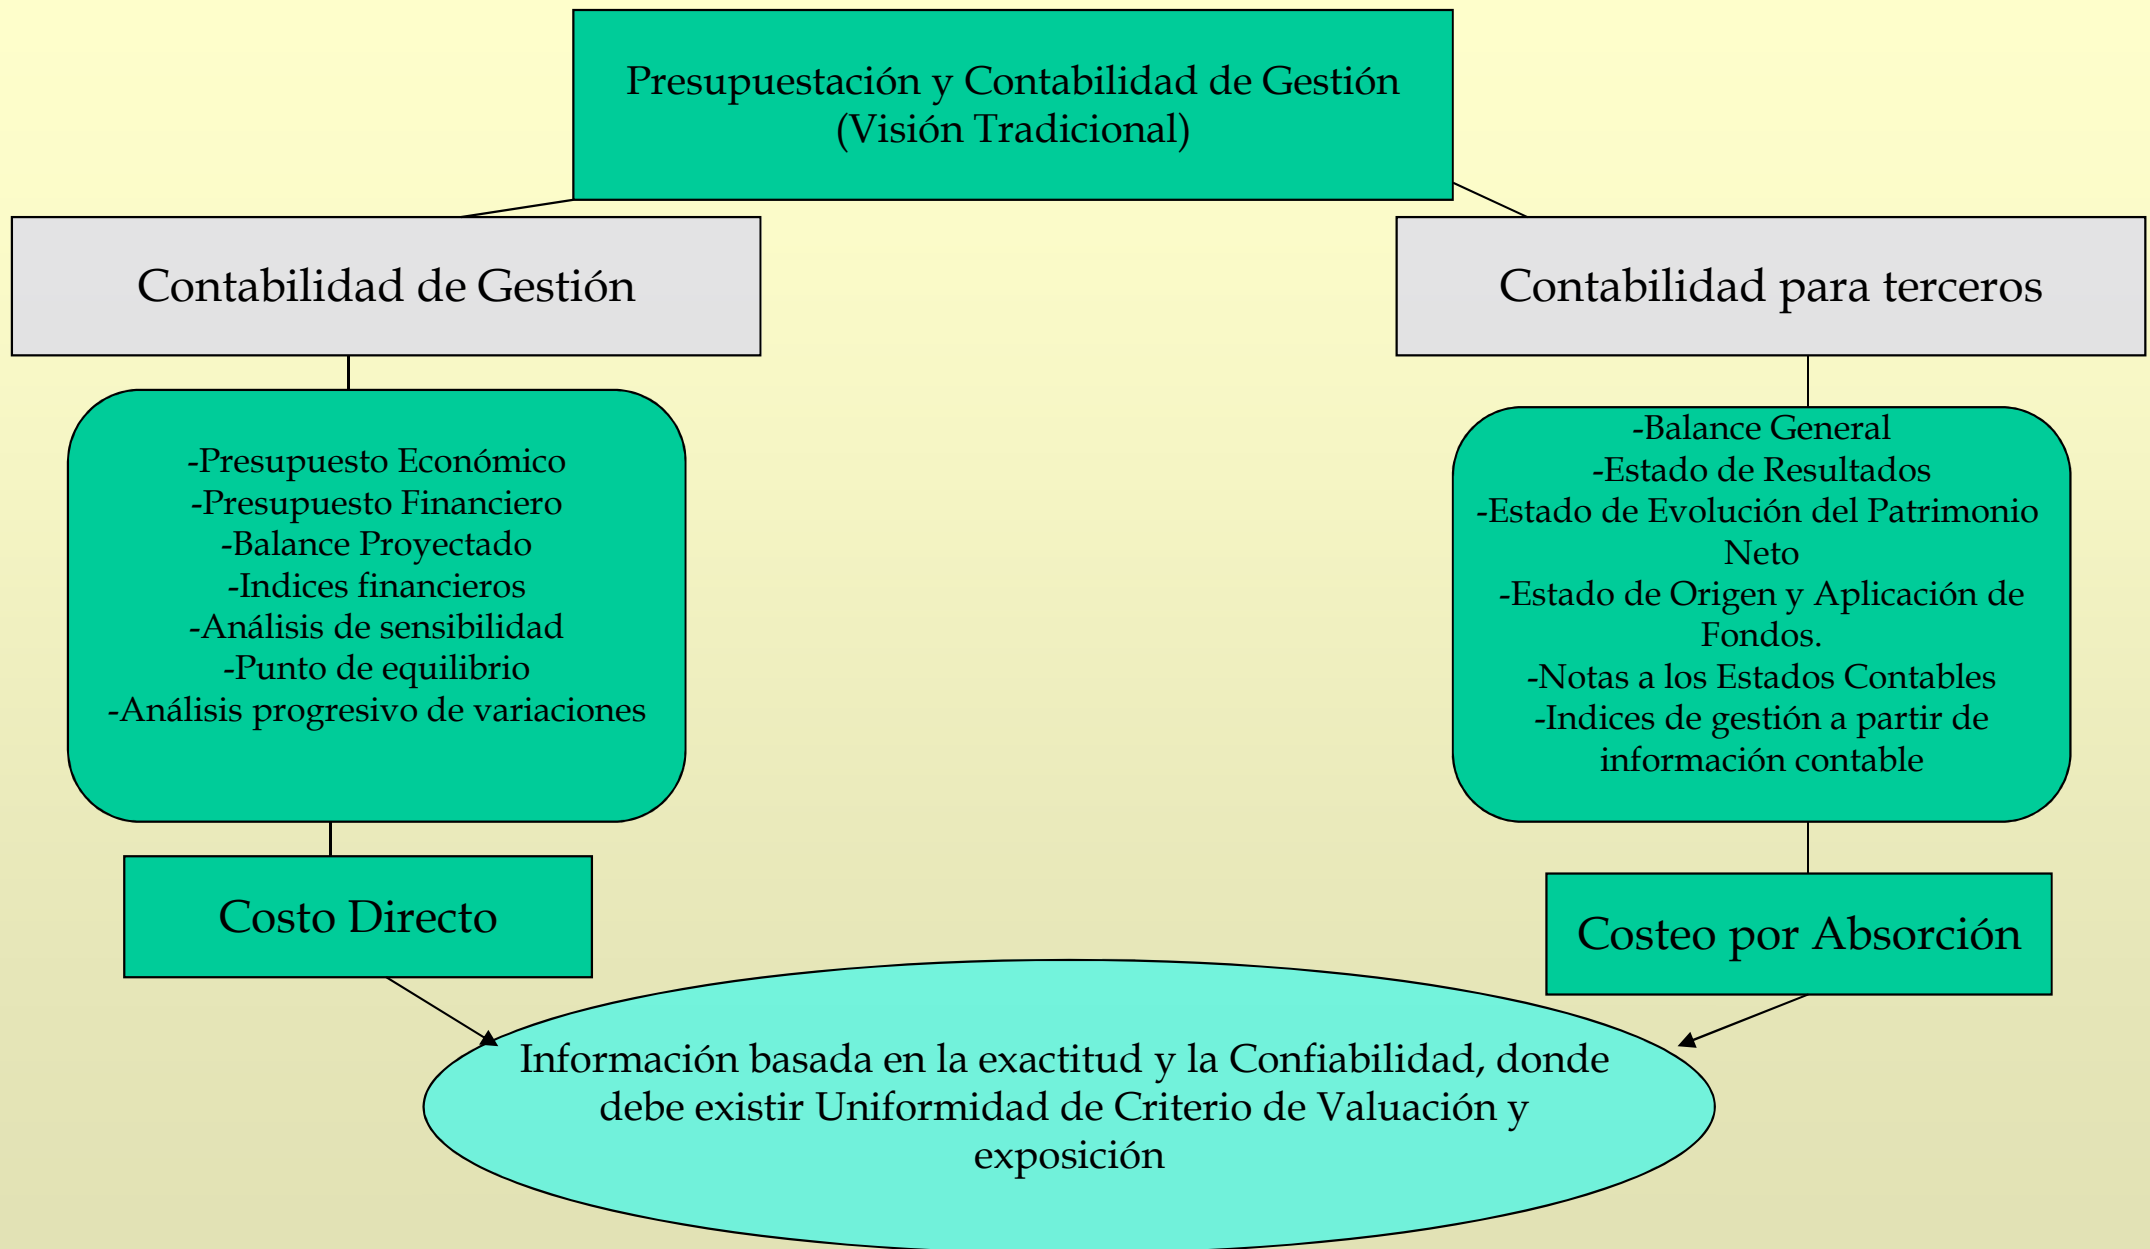 Presupuestación y Contabilidad de Gestión
(Visión Tradicional)
Contabilidad de Gestión
Contabilidad para terceros
-Presupuesto Económico
-Presupuesto Financiero
-Balance Proyectado
-Indices financieros
-Análisis de sensibilidad
-Punto de equilibrio
-Análisis progresivo de variaciones
-Balance General
-Estado de Resultados
-Estado de Evolución del Patrimonio
Neto
-Estado de Origen y Aplicación de
Fondos.
-Notas a los Estados Contables
-Indices de gestión a partir de
información contable
Costo Directo
Costeo por Absorción
Información basada en la exactitud y la Confiabilidad, donde
debe existir Uniformidad de Criterio de Valuación y
exposición